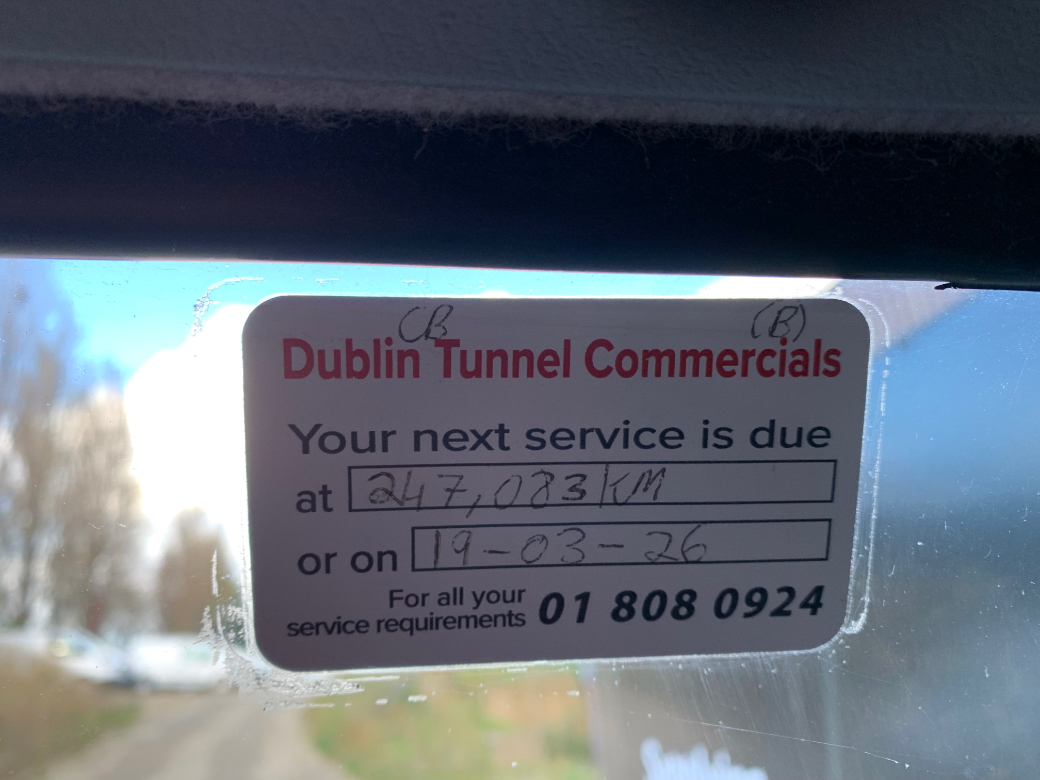 CB (B)
Dublin Tunnel Commercials
Your next service is due
at 247,083 KM
or on 19-03-26
For all your
service requirements 01 808 0924